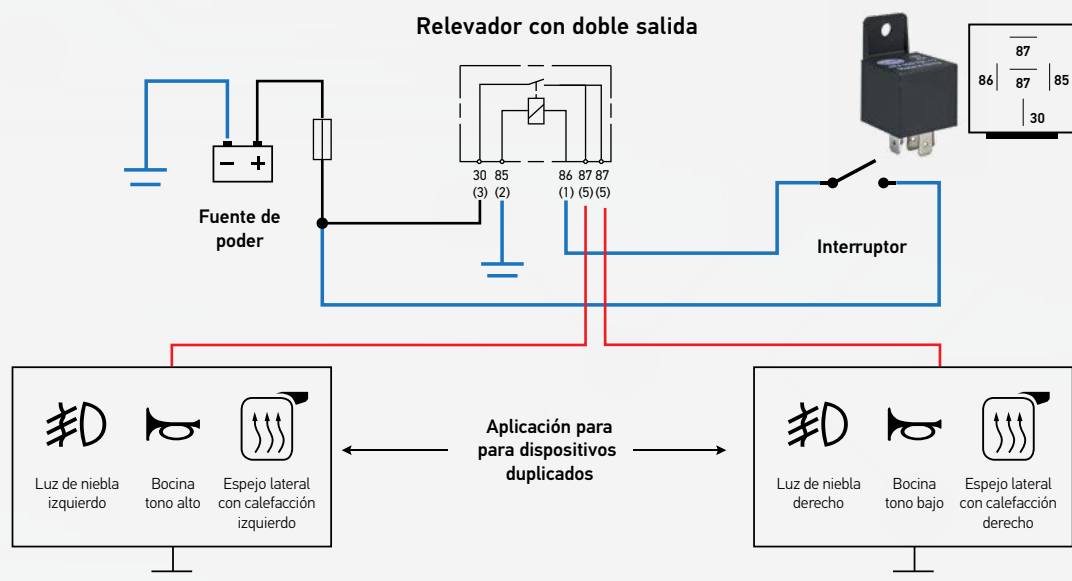 Relevador con doble salida
87
86
87
85
30
30
85
86
87
87
(3)
(2)
(1)
(5)
(5)
Fuente de
poder
Interruptor
Aplicación para
para dispositivos
duplicados
Luz de niebla
izquierdo
Bocina
tono alto
Espejo lateral
con calefacción
izquierdo
Luz de niebla
derecho
Bocina
tono bajo
Espejo lateral
con calefacción
derecho